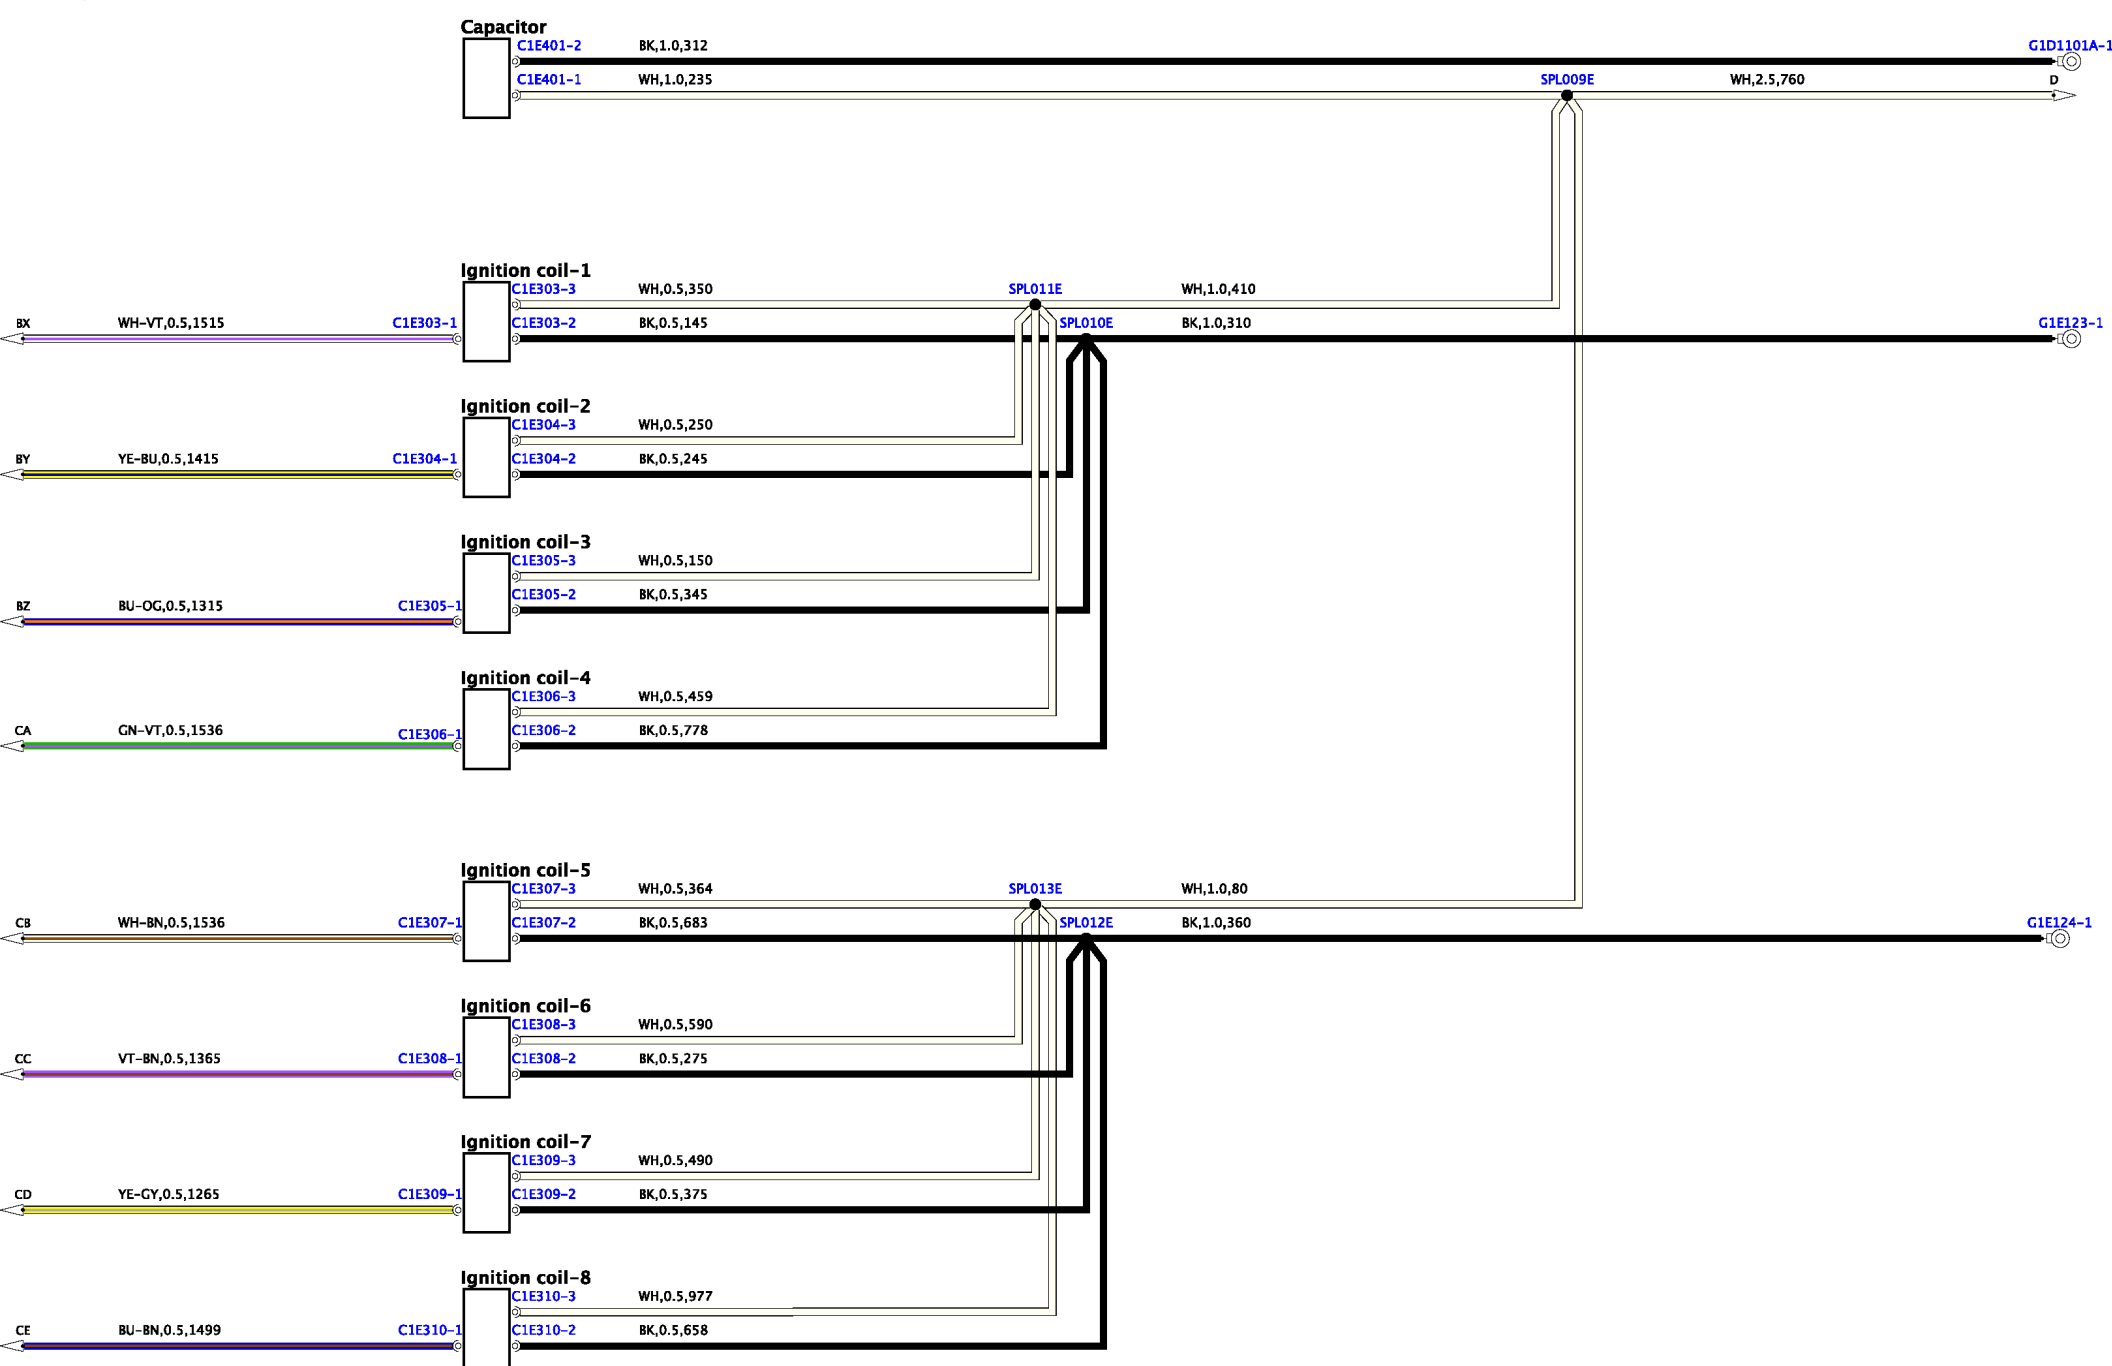 Capacitor
C1E401-2 BK,1.0,312 G1D1101A-1
C1E401-1 WH,1.0,235 SPL009E WH,2.5,760 D
Ignition coil-1
C1E303-3 WH,0.5,350 SPL011E WH,1.0,410
BX WH-VT,0.5,1515 C1E303-1 C1E303-2 BK,0.5,145 SPL010E BK,1.0,310 G1E123-1
Ignition coil-2
C1E304-3 WH,0.5,250
BY YE-BU,0.5,1415 C1E304-1 C1E304-2 BK,0.5,245
Ignition coil-3
C1E305-3 WH,0.5,150
C1E305-2 BK,0.5,345
BZ BU-OG,0.5,1315 C1E305-1
Ignition coil-4
C1E306-3 WH,0.5,459
CA GN-VT,0.5,1536 C1E306-1 C1E306-2 BK,0.5,778
Ignition coil-5
C1E307-3 WH,0.5,364 SPL013E WH,1.0,80
CB WH-BN,0.5,1536 C1E307-1 C1E307-2 BK,0.5,683 SPL012E BK,1.0,360 G1E124-1
Ignition coil-6
C1E308-3 WH,0.5,590
CC VT-BN,0.5,1365 C1E308-1 C1E308-2 BK,0.5,275
Ignition coil-7
C1E309-3 WH,0.5,490
CD YE-GY,0.5,1265 C1E309-1 C1E309-2 BK,0.5,375
Ignition coil-8
C1E310-3 WH,0.5,977
CE BU-BN,0.5,1499 C1E310-1 C1E310-2 BK,0.5,658